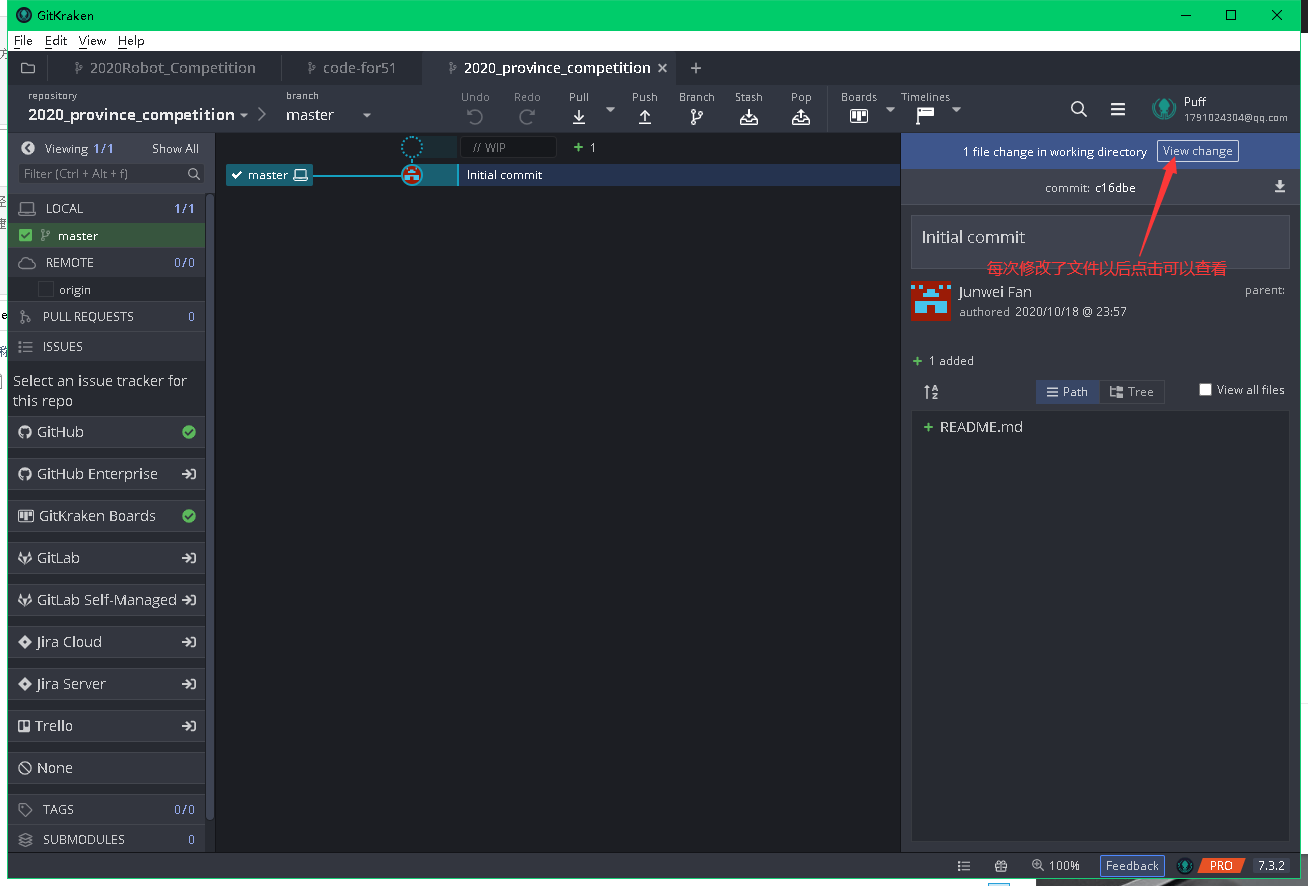 GitKraken
File Edit View Help
2020Robot_Competition code-for51 2020_province_competition
repository branch Undo Redo Pull Push Branch Stash Pop Boards Timelines
2020_province_competition master
Puff
1791024304@qq.com
Viewing 1/1 Show All
Filter (Ctrl + Alt + f)
LOCAL 1/1
master
REMOTE 0/0
origin
PULL REQUESTS 0
ISSUES
Select an issue tracker for
this repo
GitHub
GitHub Enterprise
GitKraken Boards
GitLab
GitLab Self-Managed
Jira Cloud
Jira Server
Trello
None
TAGS 0/0
SUBMODULES 0
// WIP + 1
master Initial commit
1 file change in working directory View change
commit: c16dbe
Initial commit
每次修改了文件以后点击可以查看
Junwei Fan parent:
authored 2020/10/18 @ 23:57
+ 1 added
Path Tree View all files
+ README.md
100% Feedback PRO 7.3.2